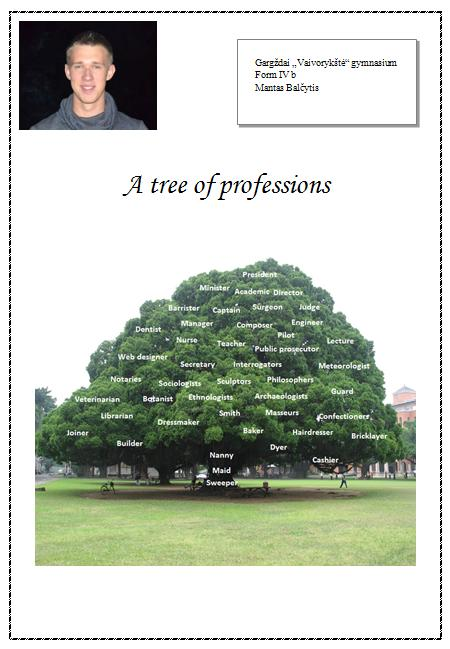 Gargždai „Vaivorykštė“ gymnasium
Form IV b
Mantas Balčytis
A tree of professions
President
Minister Academic Director
Barrister Captain Surgeon Judge
Dentist Manager Composer Engineer
Nurse Teacher Pilot Lecture
Web designer Public prosecutor
Secretary Interrogators Meteorologist
Notaries Sociologists Sculptors Philosophers
Veterinarian Botanist Ethnologists Archaeologists Guard
Librarian Smith Masseurs Confectioners
Joiner Dressmaker Baker Hairdresser Bricklayer
Builder Dyer
Nanny Cashier
Maid
Sweeper